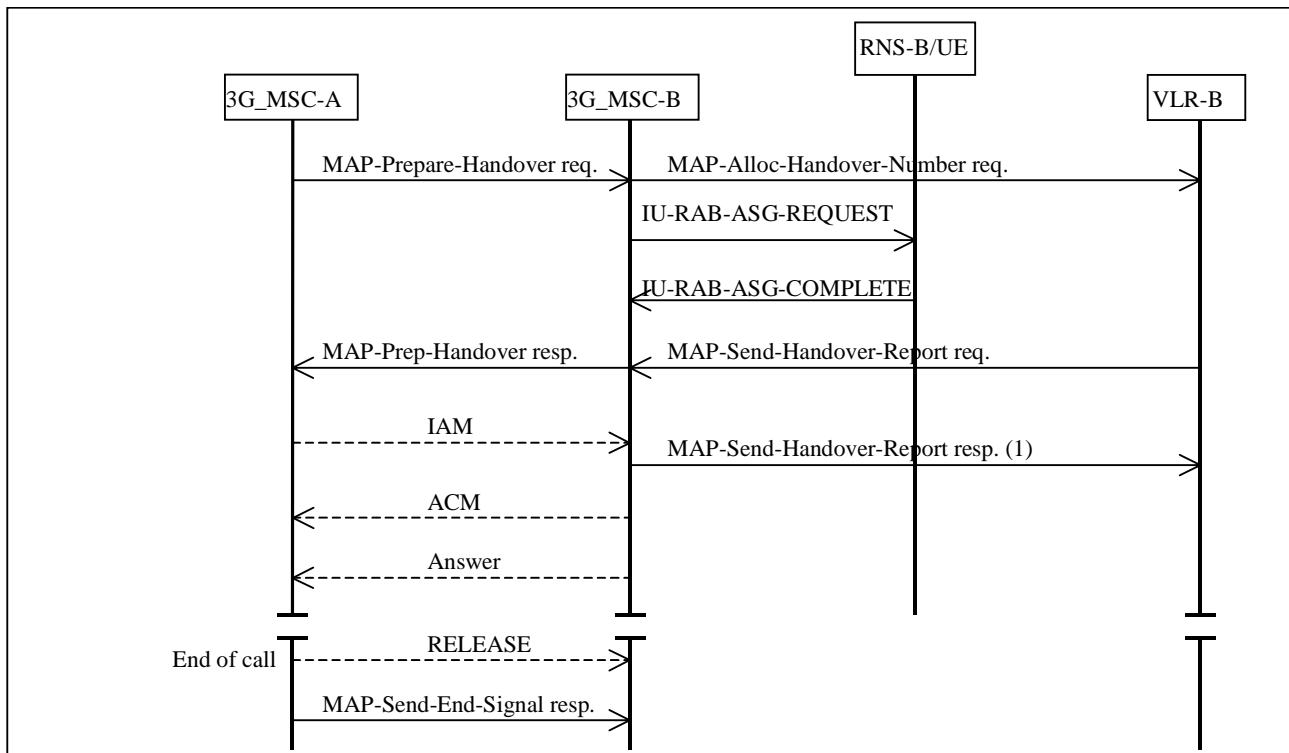 RNS-B/UE
3G_MSC-A
3G_MSC-B
VLR-B
MAP-Prepare-Handover req.
MAP-Alloc-Handover-Number req.
IU-RAB-ASG-REQUEST
IU-RAB-ASG-COMPLETE
MAP-Prep-Handover resp.
MAP-Send-Handover-Report req.
IAM
MAP-Send-Handover-Report resp. (1)
ACM
Answer
RELEASE
End of call
MAP-Send-End-Signal resp.